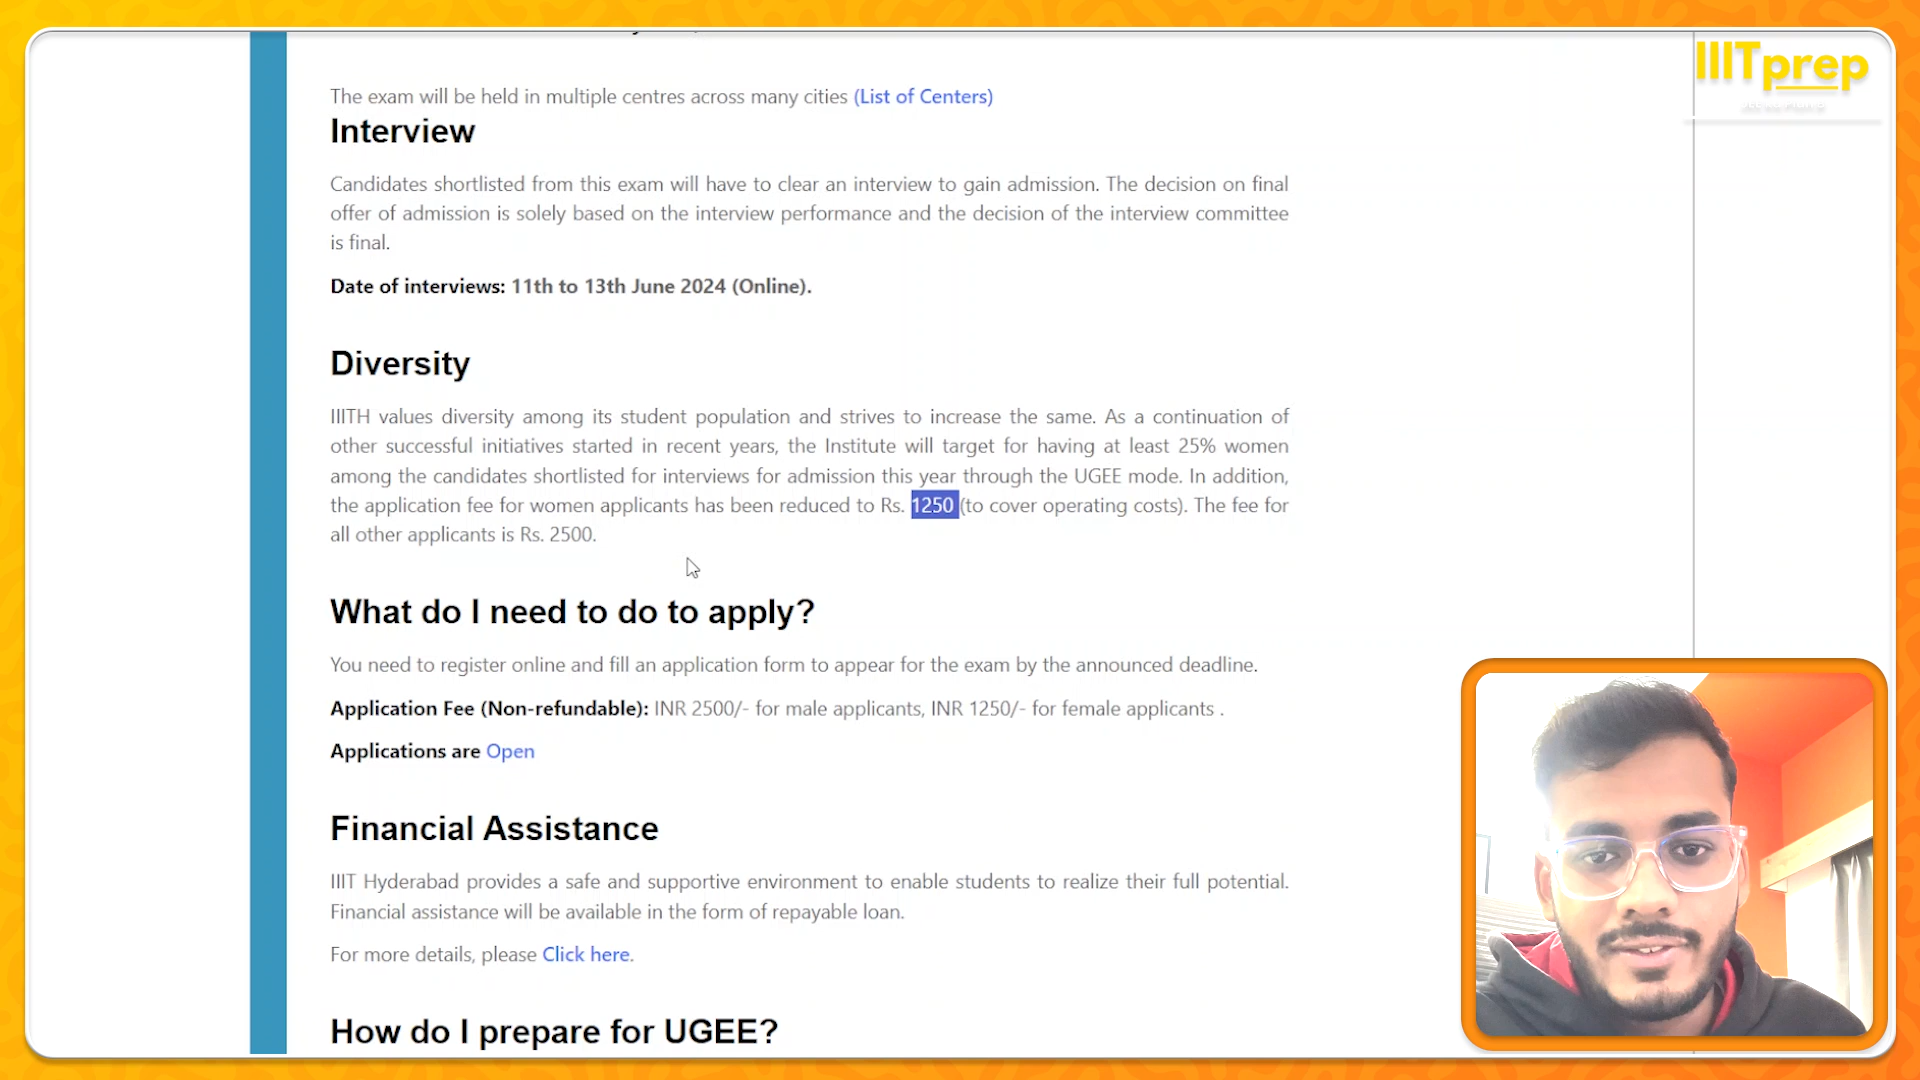 IIITprep
The exam will be held in multiple centres across many cities (List of Centers)
Interview
Candidates shortlisted from this exam will have to clear an interview to gain admission. The decision on final
offer of admission is solely based on the interview performance and the decision of the interview committee
is final.
Date of interviews: 11th to 13th June 2024 (Online).
Diversity
IIITH values diversity among its student population and strives to increase the same. As a continuation of
other successful initiatives started in recent years, the Institute will target for having at least 25% women
among the candidates shortlisted for interviews for admission this year through the UGEE mode. In addition,
the application fee for women applicants has been reduced to Rs. 1250 (to cover operating costs). The fee for
all other applicants is Rs. 2500.
What do I need to do to apply?
You need to register online and fill an application form to appear for the exam by the announced deadline.
Application Fee (Non-refundable): INR 2500/- for male applicants, INR 1250/- for female applicants .
Applications are Open
Financial Assistance
IIIT Hyderabad provides a safe and supportive environment to enable students to realize their full potential.
Financial assistance will be available in the form of repayable loan.
For more details, please Click here.
How do I prepare for UGEE?